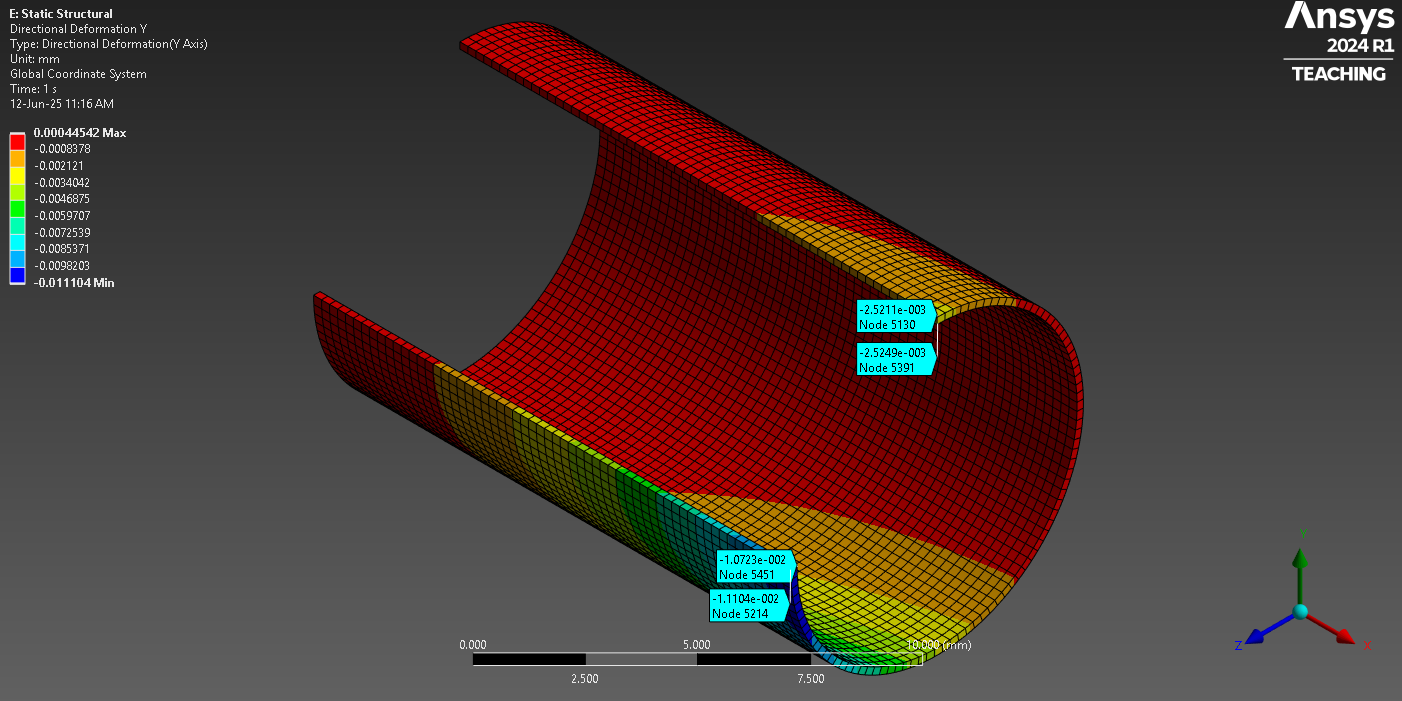 E: Static Structural
Directional Deformation Y
Type: Directional Deformation(Y Axis)
Unit: mm
Global Coordinate System
Time: 1 s
12-Jun-25 11:16 AM
0.00044542 Max
-0.0008378
-0.002121
-0.0034042
-0.0046875
-0.0059707
-0.0072539
-0.0085371
-0.0098203
-0.011104 Min
Ansys
2024 R1
TEACHING
-2.5211e-003
Node 5130
-2.5249e-003
Node 5391
-1.0723e-002
Node 5451
-1.1104e-002
Node 5214
0.000 5.000 10.000 (mm)
2.500 7.500
Y
Z
X